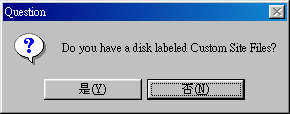 Question
Do you have a disk labeled Custom Site Files?
是(Y)
否(N)